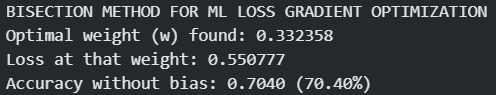 BISECTION METHOD FOR ML LOSS GRADIENT OPTIMIZATION
Optimal weight (w) found: 0.332358
Loss at that weight: 0.550777
Accuracy without bias: 0.7040 (70.40%)